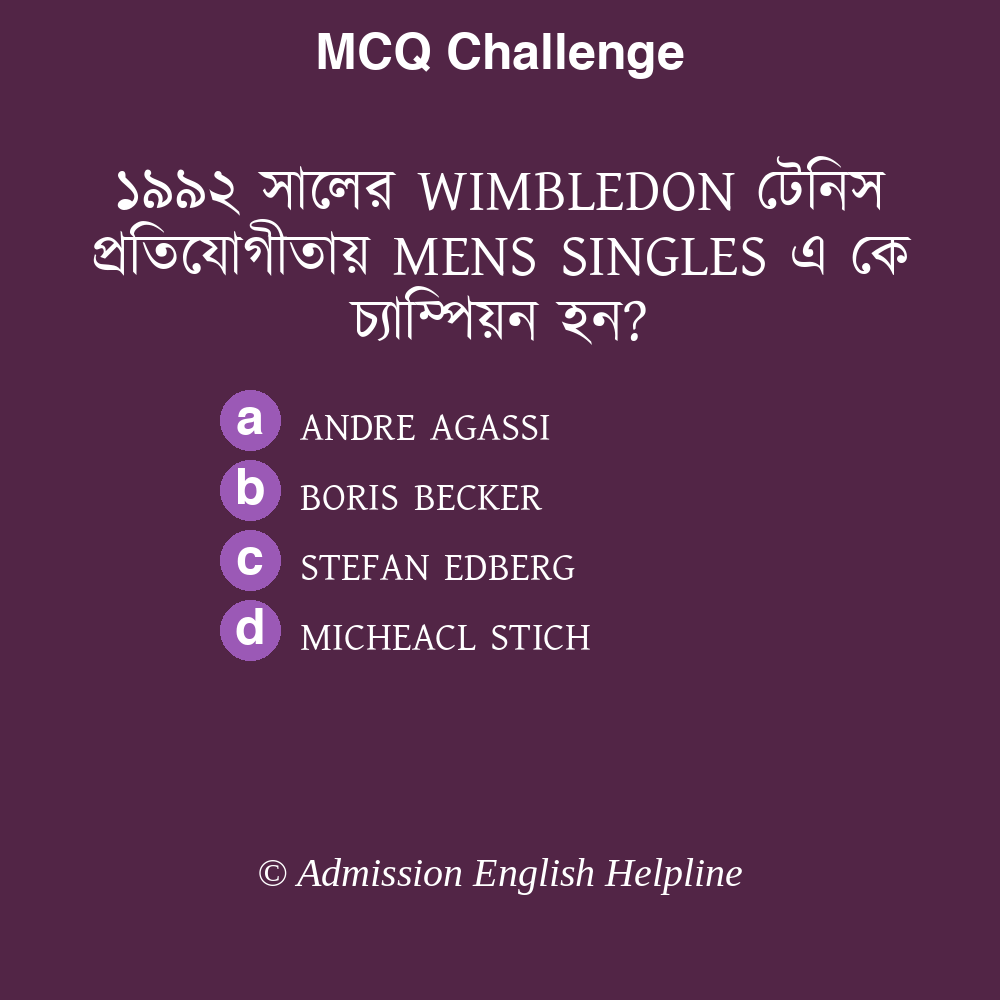 MCQ Challenge
১৯৯২ সালের WIMBLEDON টেনিস
প্রতিযোগীতায় MENS SINGLES এ কে
চ্যাম্পিয়ন হন?
a ANDRE AGASSI
b BORIS BECKER
c STEFAN EDBERG
d MICHEACL STICH
© Admission English Helpline